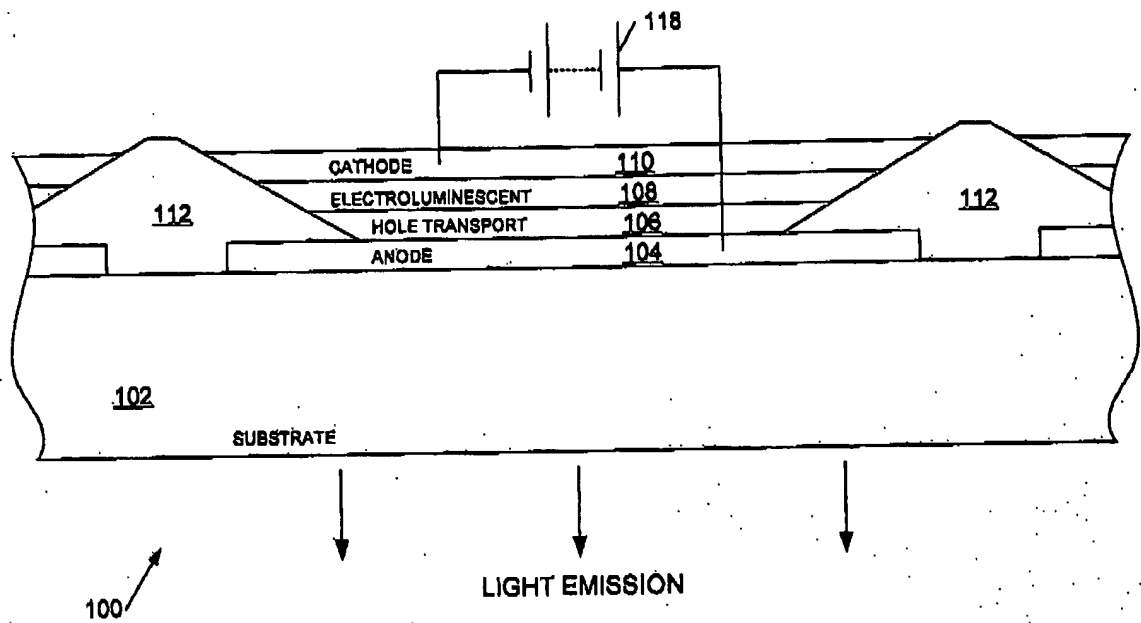 118
CATHODE 110
ELECTROLUMINESCENT 108
112
112
HOLE TRANSPORT 106
ANODE 104
102
SUBSTRATE
LIGHT EMISSION
100